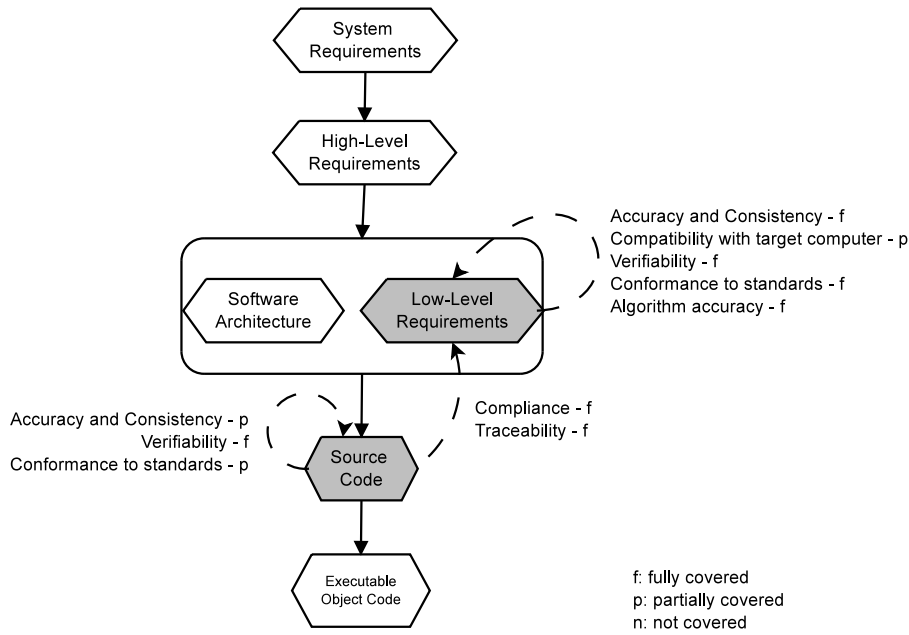 System
Requirements
High-Level
Requirements
Accuracy and Consistency - f
Compatibility with target computer - p
Verifiability - f
Conformance to standards - f
Algorithm accuracy - f
Software
Architecture
Low-Level
Requirements
Compliance - f
Traceability - f
Accuracy and Consistency - p
Verifiability - f
Conformance to standards - p
Source
Code
Executable
Object Code
f: fully covered
p: partially covered
n: not covered